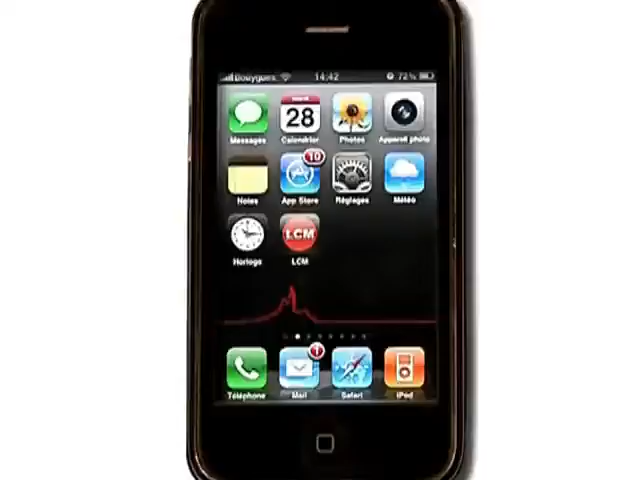 Bouygues 14:42 72%
28
Messages Calendrier Photos Appareil photo
10
Notes App Store Réglages Météo
LCM
Horloge LCM
1
Téléphone Mail Safari iPod